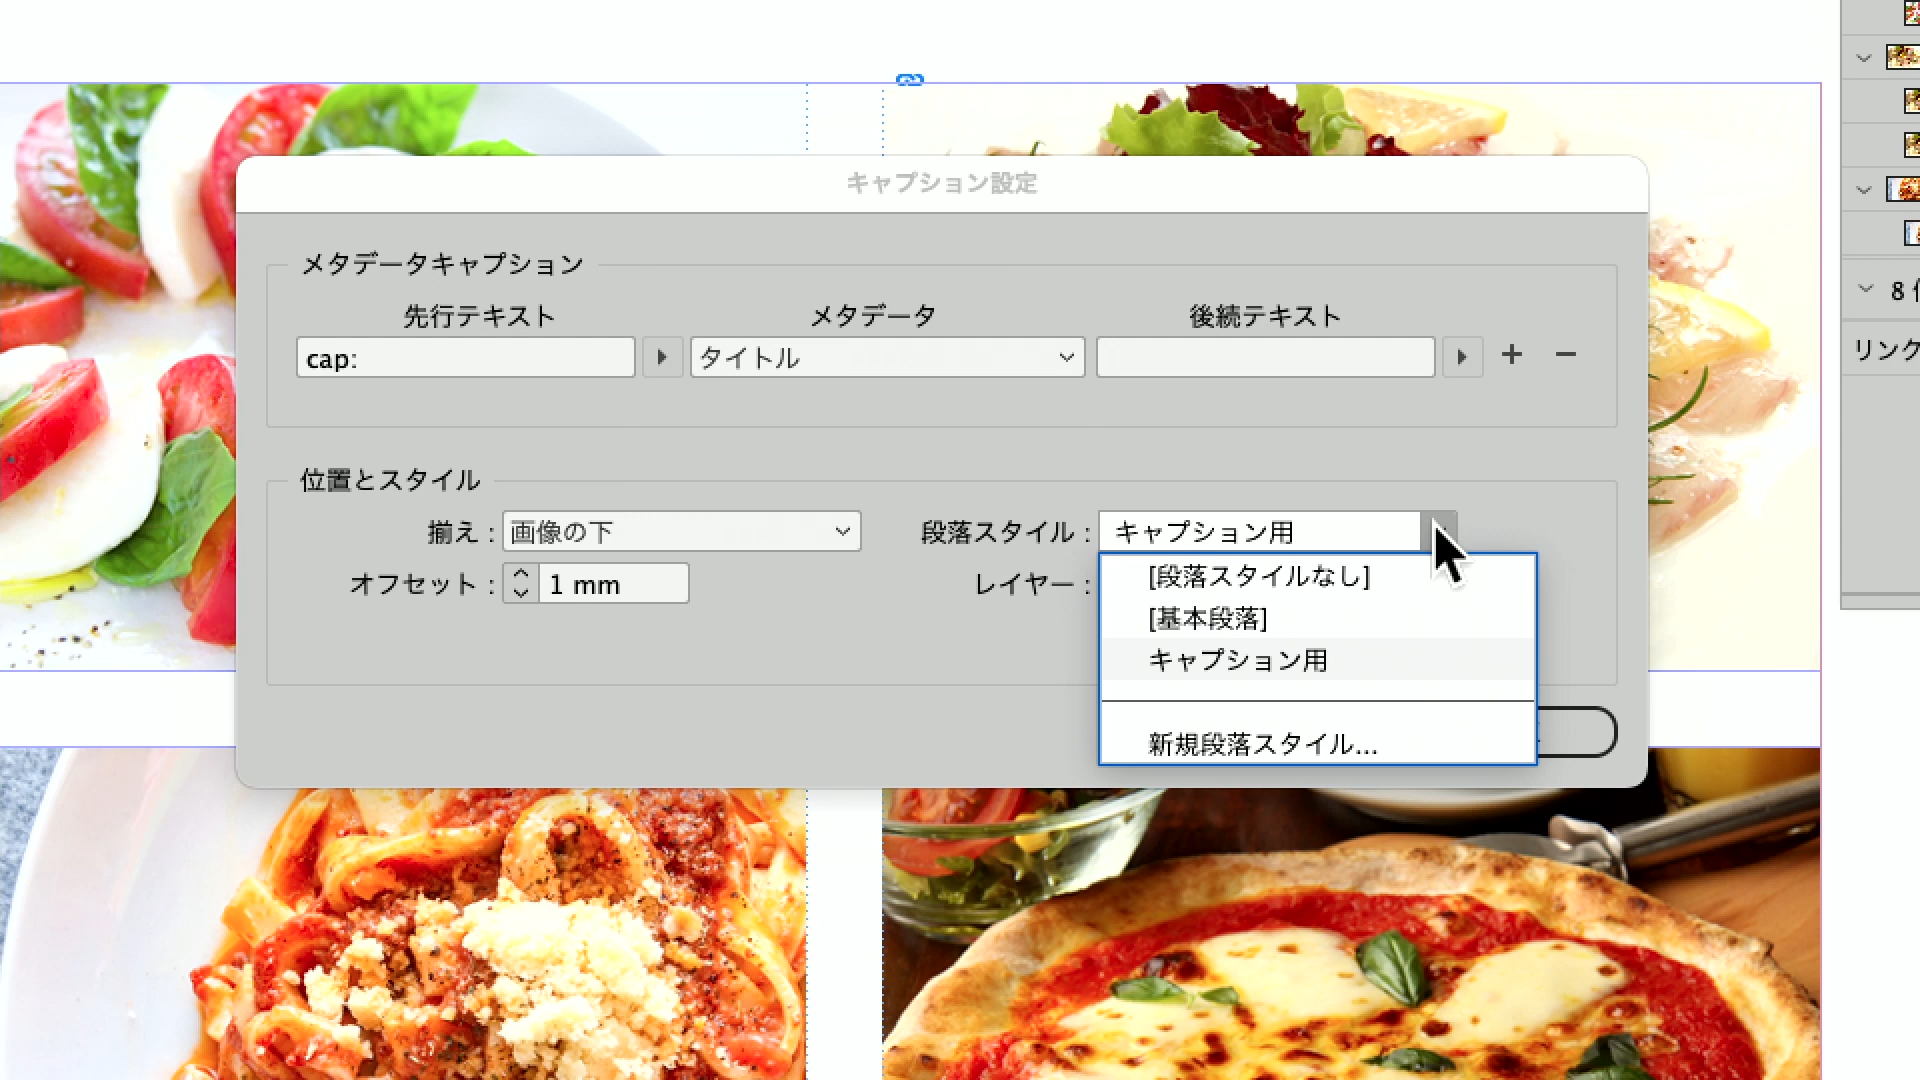 キャプション設定
メタデータキャプション
先行テキスト メタデータ 後続テキスト
cap: タイトル
位置とスタイル
揃え : 画像の下 段落スタイル : キャプション用
オフセット : 1 mm レイヤー :
[段落スタイルなし]
[基本段落]
キャプション用
新規段落スタイル...
8
リンク